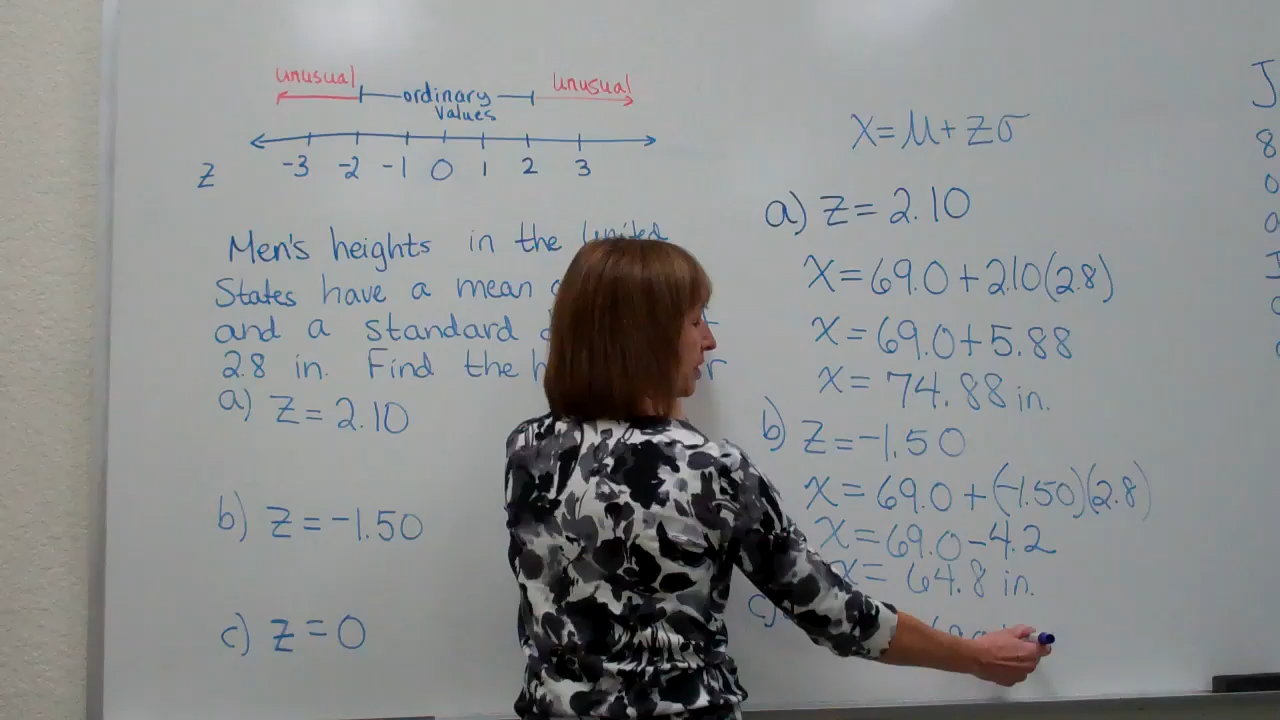 unusual ordinary values unusual
-3 -2 -1 0 1 2 3
Z
Men's heights in the United
States have a mean
and a standard
2.8 in. Find the
a) Z = 2.10
b) Z = -1.50
c) Z = 0
X = μ + Zσ
a) Z = 2.10
X = 69.0 + 2.10(2.8)
X = 69.0 + 5.88
X = 74.88 in.
b) Z = -1.50
X = 69.0 + (-1.50)(2.8)
X = 69.0 - 4.2
X = 64.8 in.
c)
J
8